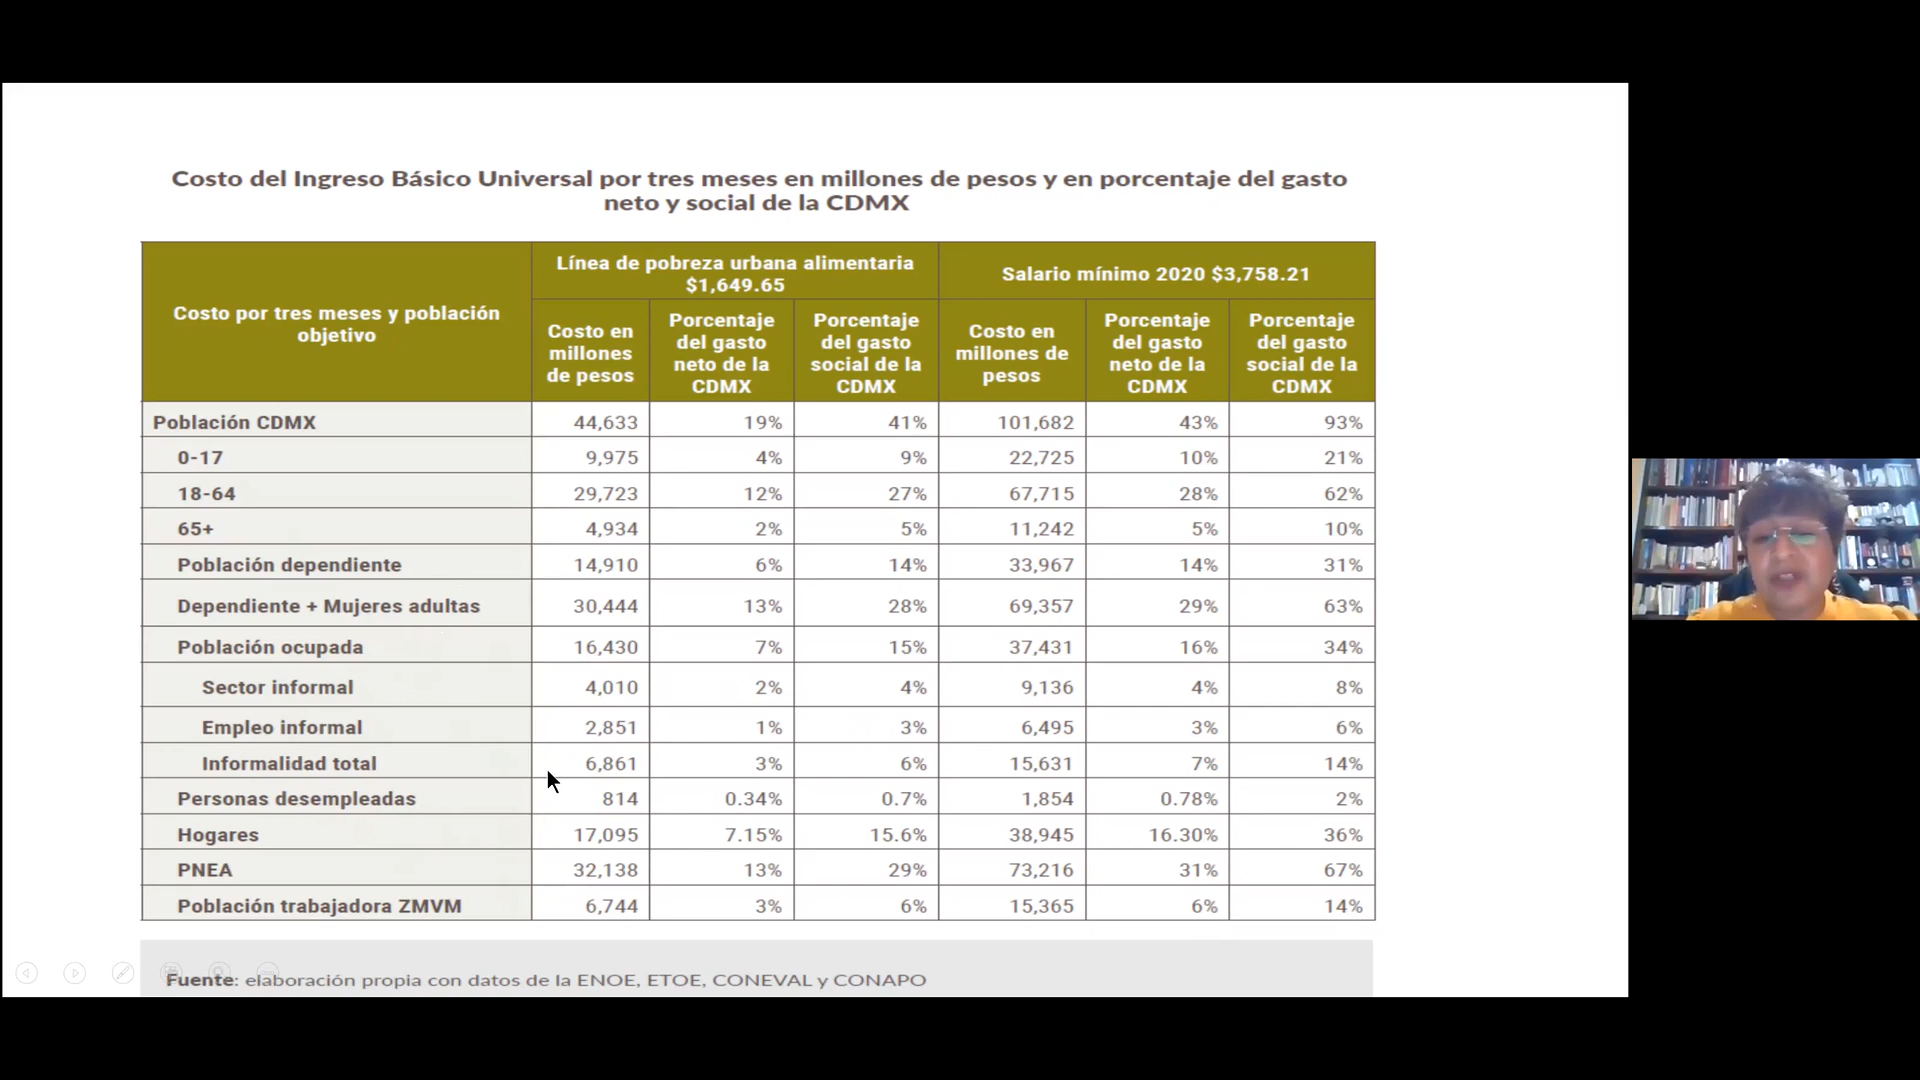 Costo del Ingreso Básico Universal por tres meses en millones de pesos y en porcentaje del gasto
neto y social de la CDMX
Costo por tres meses y población
objetivo
Línea de pobreza urbana alimentaria
$1,649.65
Salario mínimo 2020 $3,758.21
Costo en
millones
de pesos
Porcentaje
del gasto
neto de la
CDMX
Porcentaje
del gasto
social de la
CDMX
Costo en
millones de
pesos
Porcentaje
del gasto
neto de la
CDMX
Porcentaje
del gasto
social de la
CDMX
Población CDMX 44,633 19% 41% 101,682 43% 93%
0-17 9,975 4% 9% 22,725 10% 21%
18-64 29,723 12% 27% 67,715 28% 62%
65+ 4,934 2% 5% 11,242 5% 10%
Población dependiente 14,910 6% 14% 33,967 14% 31%
Dependiente + Mujeres adultas 30,444 13% 28% 69,357 29% 63%
Población ocupada 16,430 7% 15% 37,431 16% 34%
Sector informal 4,010 2% 4% 9,136 4% 8%
Empleo informal 2,851 1% 3% 6,495 3% 6%
Informalidad total 6,861 3% 6% 15,631 7% 14%
Personas desempleadas 814 0.34% 0.7% 1,854 0.78% 2%
Hogares 17,095 7.15% 15.6% 38,945 16.30% 36%
PNEA 32,138 13% 29% 73,216 31% 67%
Población trabajadora ZMVM 6,744 3% 6% 15,365 6% 14%
Fuente: elaboración propia con datos de la ENOE, ETOE, CONEVAL y CONAPO